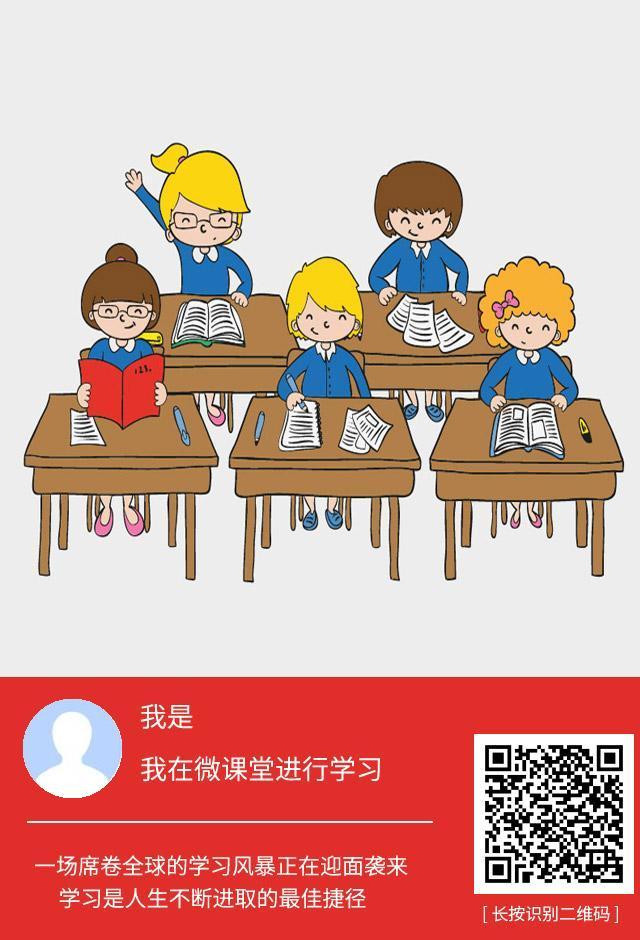 123,
我是
我在微课堂进行学习
一场席卷全球的学习风暴正在迎面袭来
学习是人生不断进取的最佳捷径
[ 长按识别二维码 ]